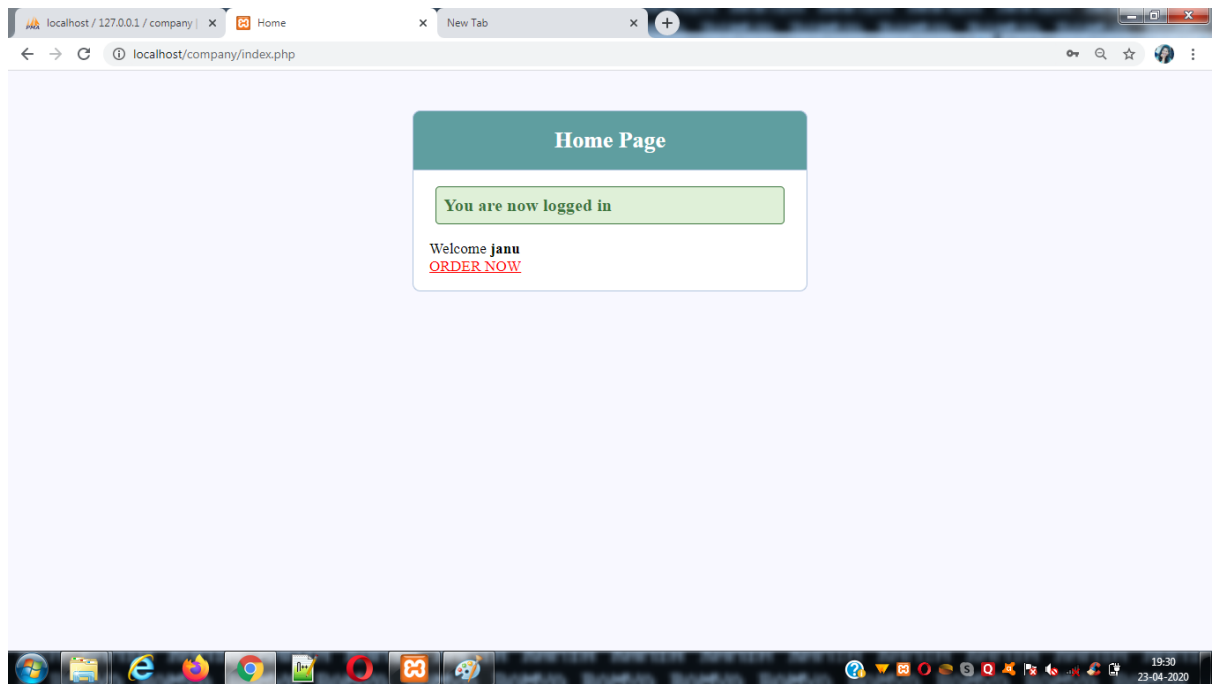 localhost / 127.0.0.1 / company |
Home
New Tab
localhost/company/index.php
Home Page
You are now logged in
Welcome janu
ORDER NOW
19:30
23-04-2020